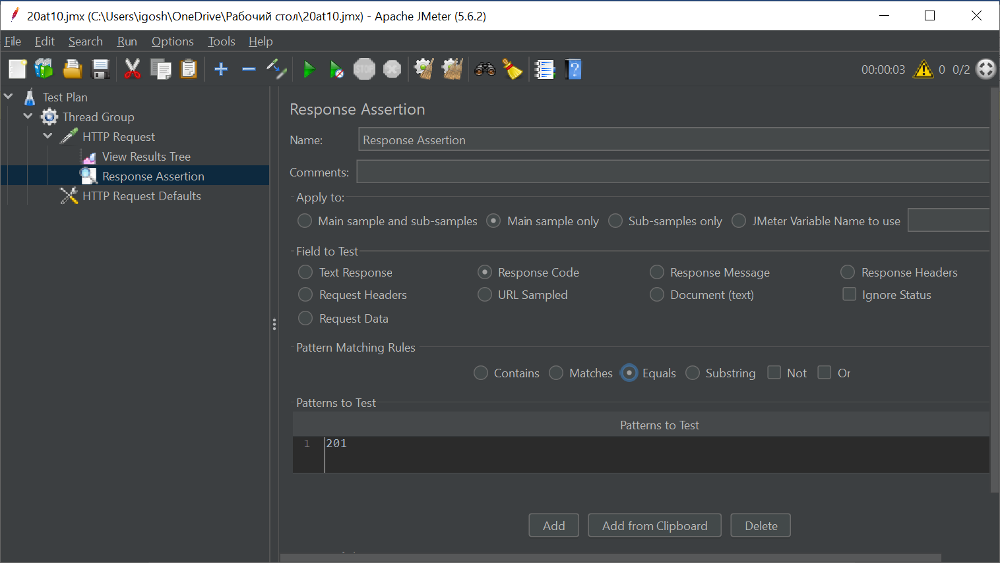 20at10.jmx (C:\Users\igosh\OneDrive\Рабочий стол\20at10.jmx) - Apache JMeter (5.6.2)
File Edit Search Run Options Tools Help
STOP 00:00:03 0 0/2
Test Plan
Thread Group
HTTP Request
View Results Tree
Response Assertion
HTTP Request Defaults
Response Assertion
Name: Response Assertion
Comments:
Apply to:
Main sample and sub-samples Main sample only Sub-samples only JMeter Variable Name to use
Field to Test
Text Response Response Code Response Message Response Headers
Request Headers URL Sampled Document (text) Ignore Status
Request Data
Pattern Matching Rules
Contains Matches Equals Substring Not Or
Patterns to Test
Patterns to Test
1 201
Add Add from Clipboard Delete